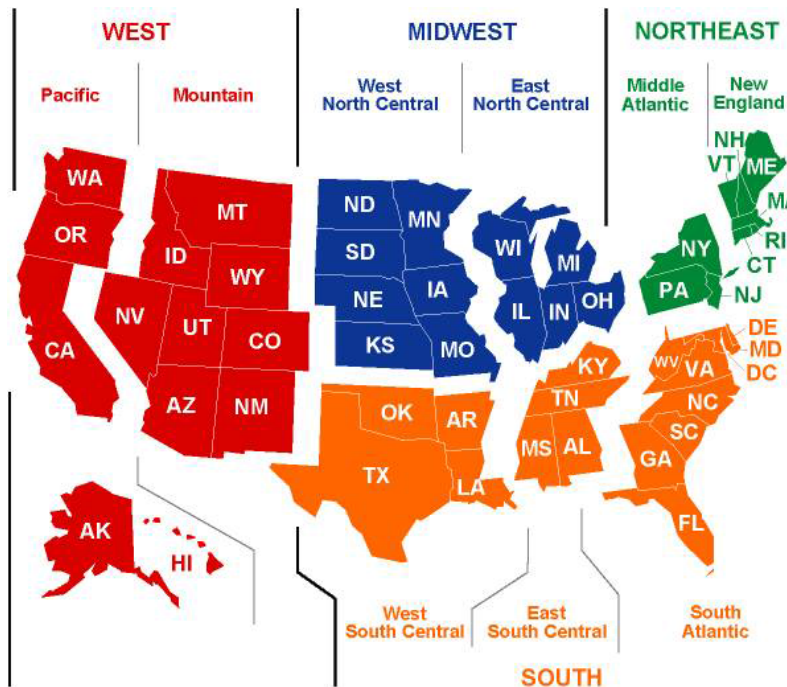 WEST
MIDWEST
NORTHEAST
Pacific
Mountain
West
North Central
East
North Central
Middle
Atlantic
New
England
WA
OR
CA
NV
ID
MT
WY
UT
CO
AZ
NM
AK
HI
ND
SD
NE
KS
MN
IA
MO
WI
MI
IL
IN
OH
NH
VT
ME
MA
RI
CT
NY
PA
NJ
OK
TX
AR
LA
KY
TN
MS
AL
DE
MD
DC
WV
VA
NC
SC
GA
FL
West
South Central
East
South Central
South
Atlantic
SOUTH